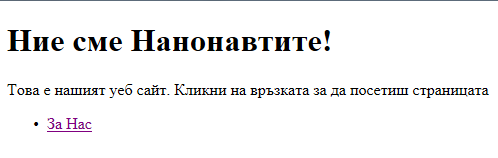 Ние сме Нанонавтите!
Това е нашият уеб сайт. Кликни на връзката за да посетиш страницата
За Нас